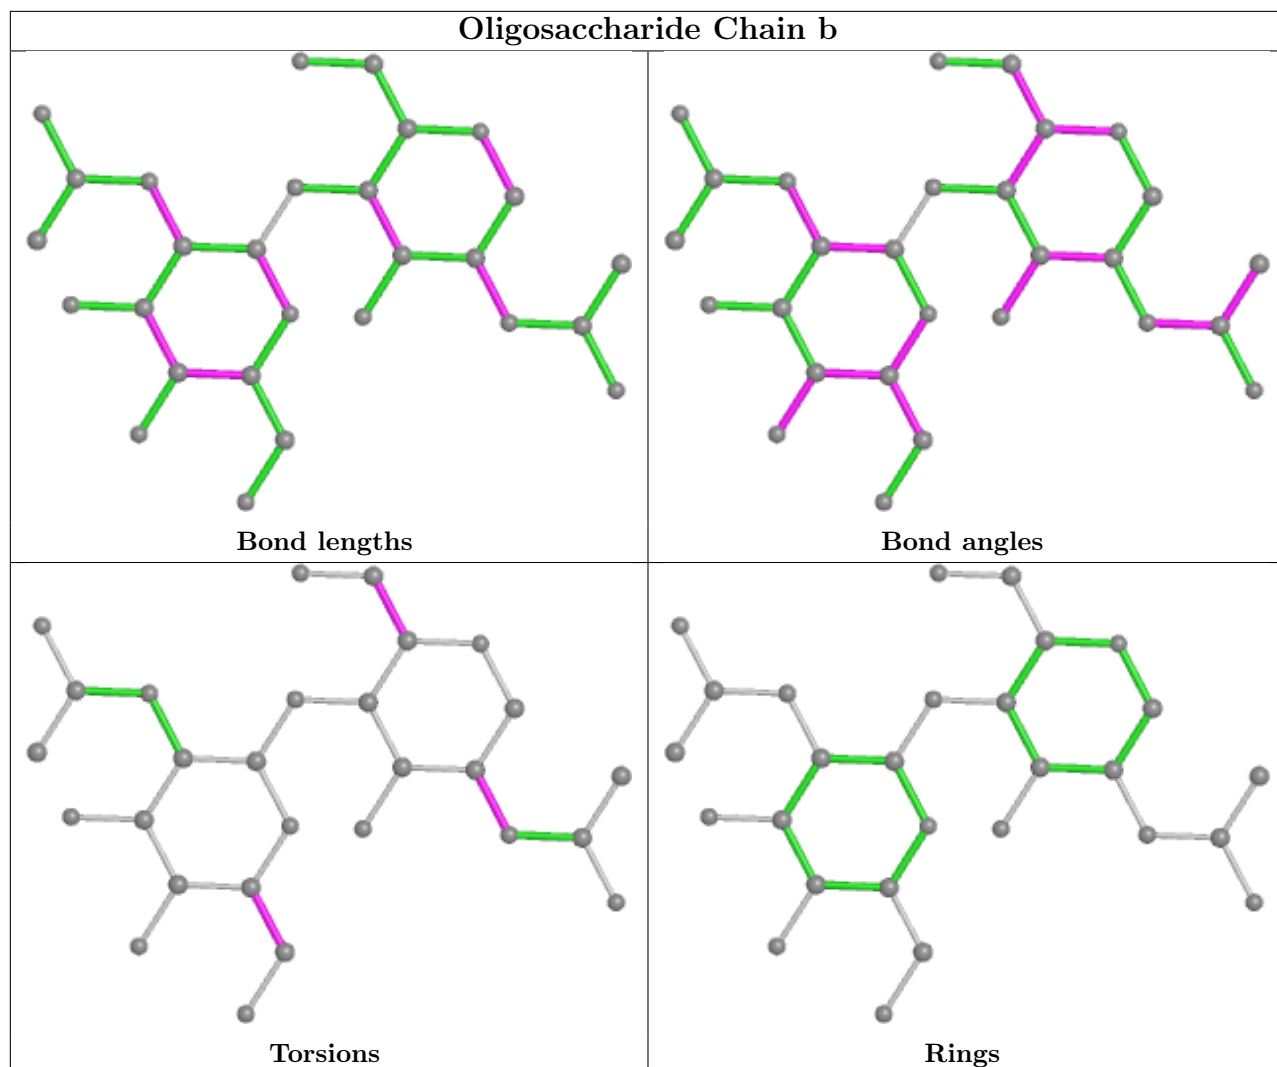 Oligosaccharide Chain b
Bond lengths
Bond angles
Torsions
Rings